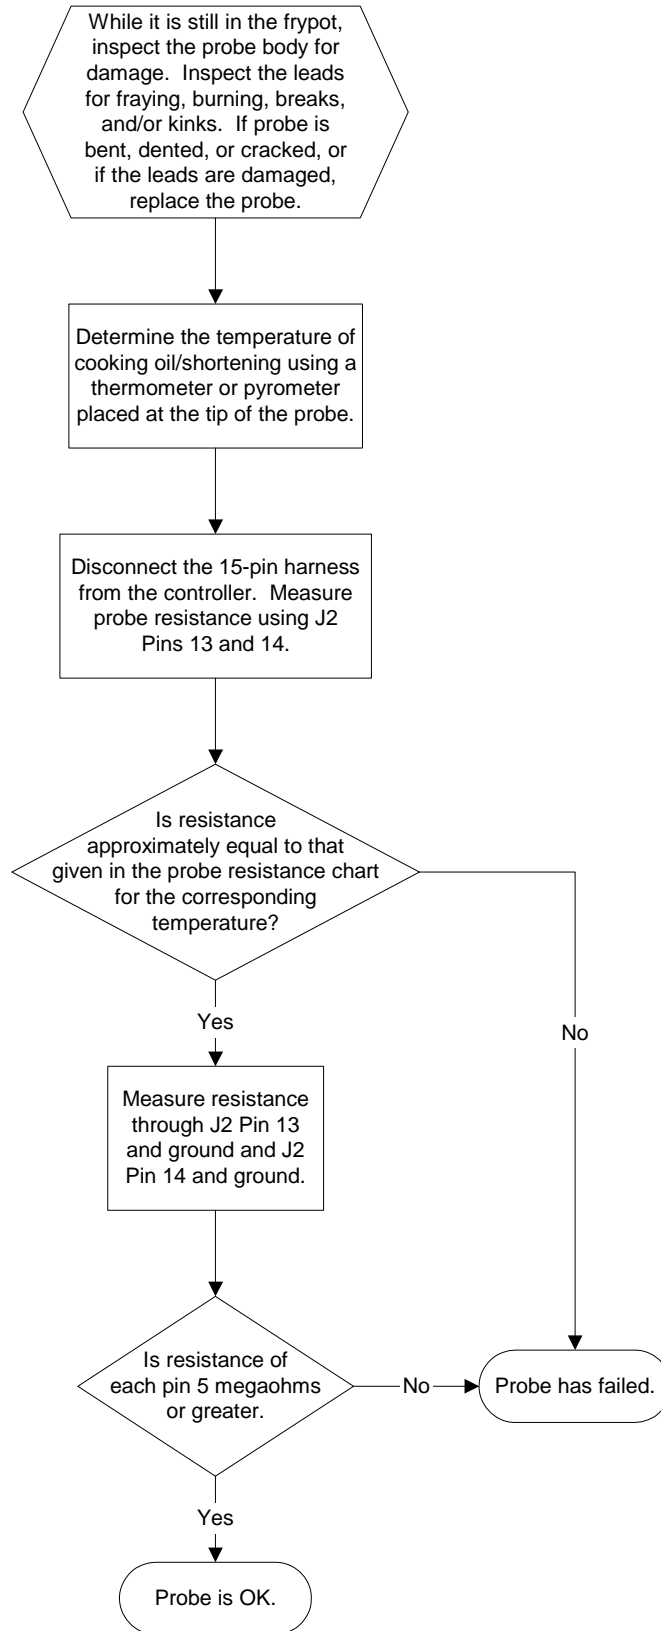 While it is still in the frypot,
inspect the probe body for
damage.  Inspect the leads
for fraying, burning, breaks,
and/or kinks.  If probe is
bent, dented, or cracked, or
if the leads are damaged,
replace the probe.
Determine the temperature of
cooking oil/shortening using a
thermometer or pyrometer
placed at the tip of the probe.
Disconnect the 15-pin harness
from the controller.  Measure
probe resistance using J2
Pins 13 and 14.
Is resistance
approximately equal to that
given in the probe resistance chart
for the corresponding
temperature?
Yes
No
Measure resistance
through J2 Pin 13
and ground and J2
Pin 14 and ground.
Is resistance of
each pin 5 megaohms
or greater.
No
Probe has failed.
Yes
Probe is OK.